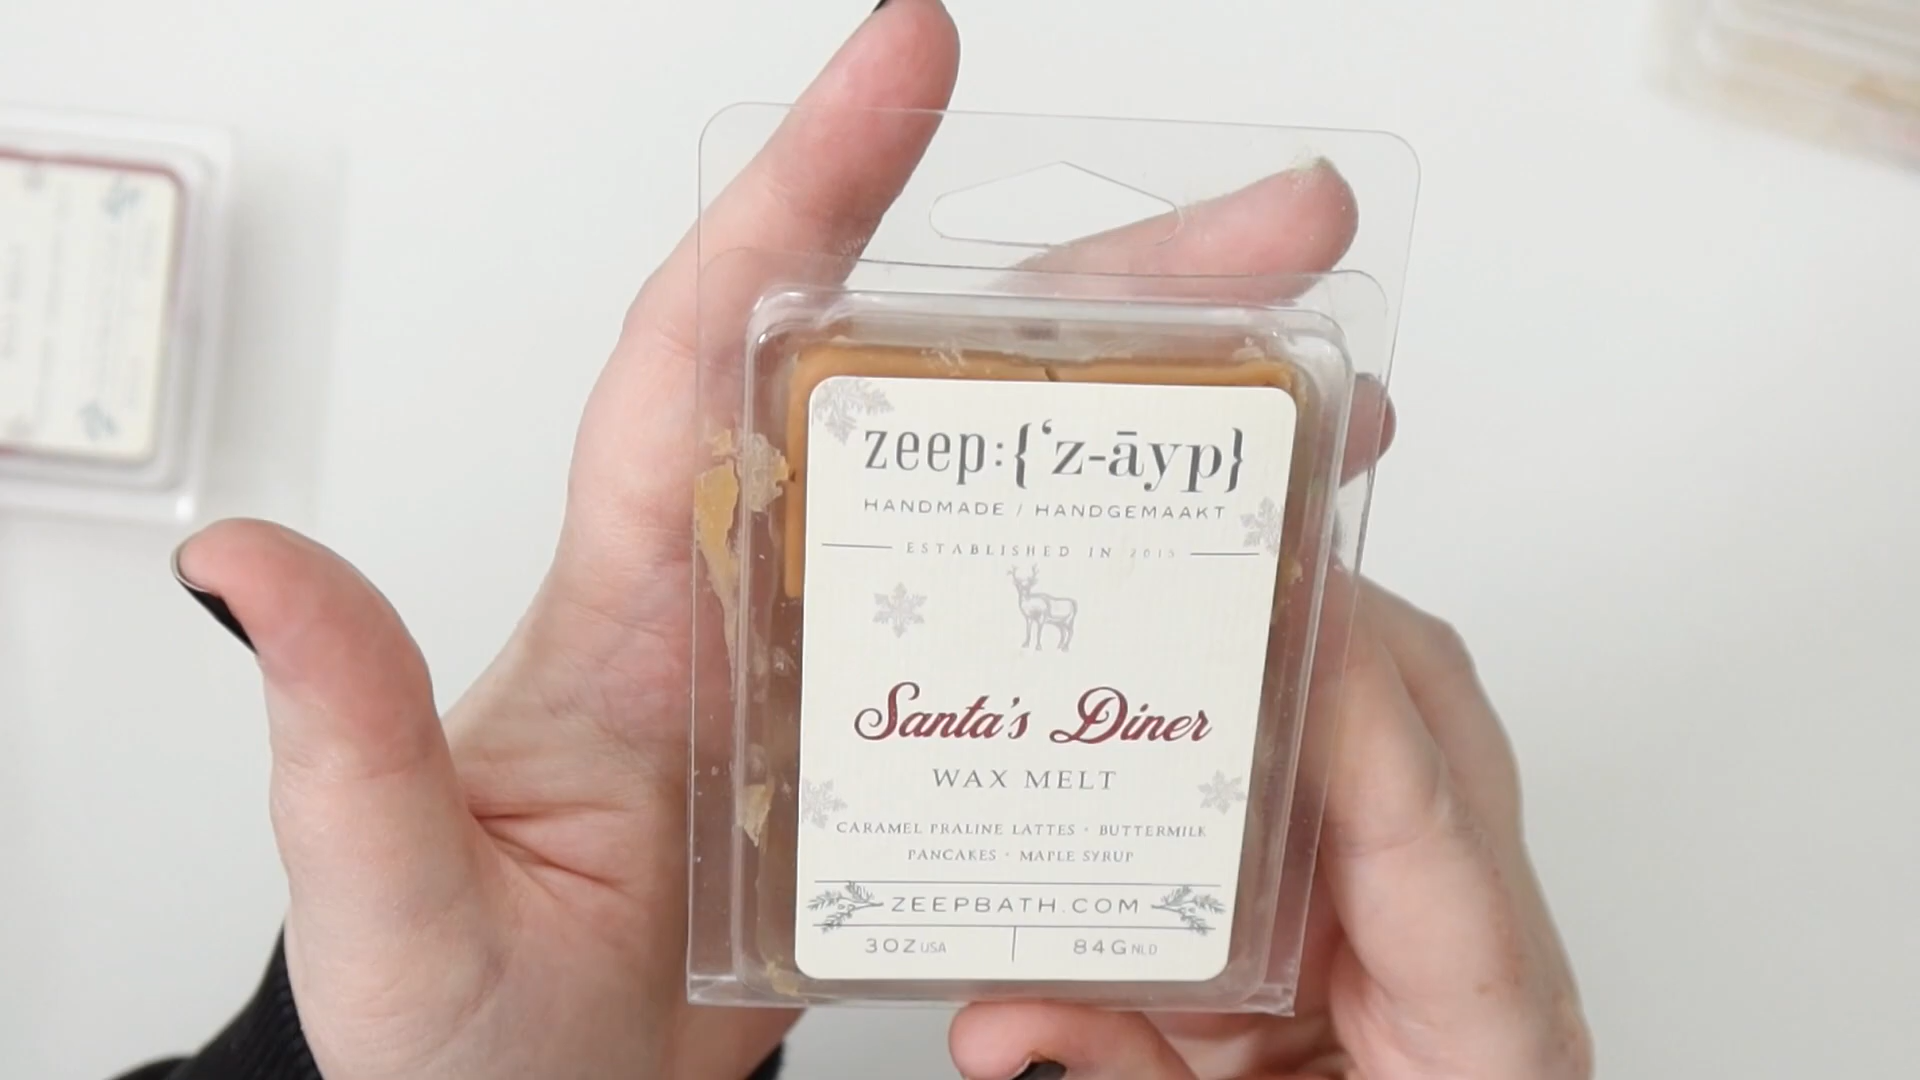 zeep:{‘z-āyp}
HANDMADE / HANDGEMAAKT
ESTABLISHED IN 2015
Santa's Diner
WAX MELT
CARAMEL PRALINE LATTES • BUTTERMILK
PANCAKES • MAPLE SYRUP
ZEEPBATH.COM
3OZ USA | 84G NLD